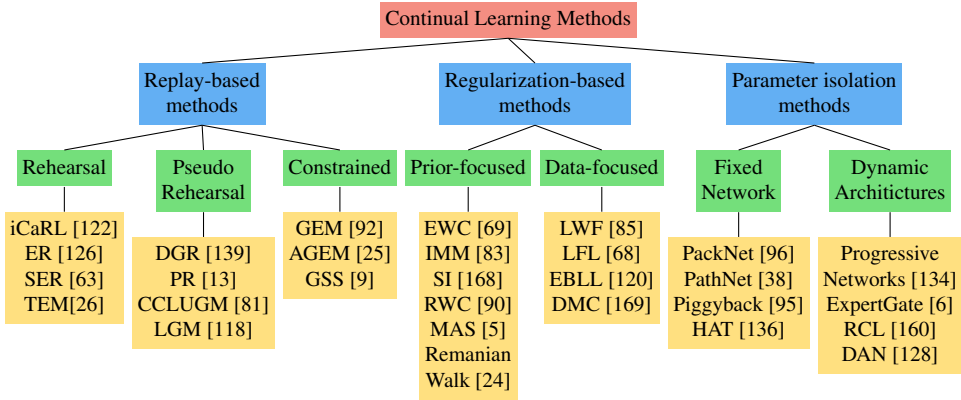 Continual Learning Methods
Replay-based
methods
Regularization-based
methods
Parameter isolation
methods
Rehearsal
Pseudo
Rehearsal
Constrained
Prior-focused
Data-focused
Fixed
Network
Dynamic
Architictures
iCaRL [122]
ER [126]
SER [63]
TEM[26]
DGR [139]
PR [13]
CCLUGM [81]
LGM [118]
GEM [92]
AGEM [25]
GSS [9]
EWC [69]
IMM [83]
SI [168]
RWC [90]
MAS [5]
Remanian
Walk [24]
LWF [85]
LFL [68]
EBLL [120]
DMC [169]
PackNet [96]
PathNet [38]
Piggyback [95]
HAT [136]
Progressive
Networks [134]
ExpertGate [6]
RCL [160]
DAN [128]